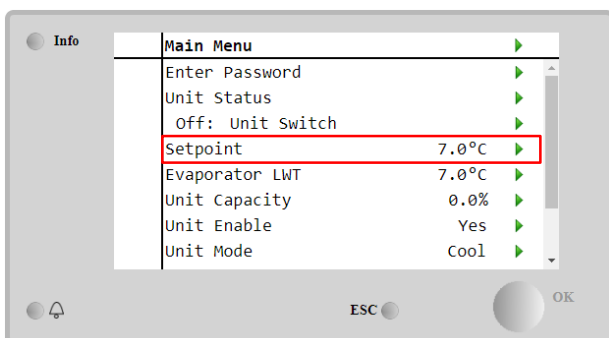 Info
Main Menu
Enter Password
Unit Status
Off: Unit Switch
Setpoint 7.0°C
Evaporator LWT 7.0°C
Unit Capacity 0.0%
Unit Enable Yes
Unit Mode Cool
ESC
OK